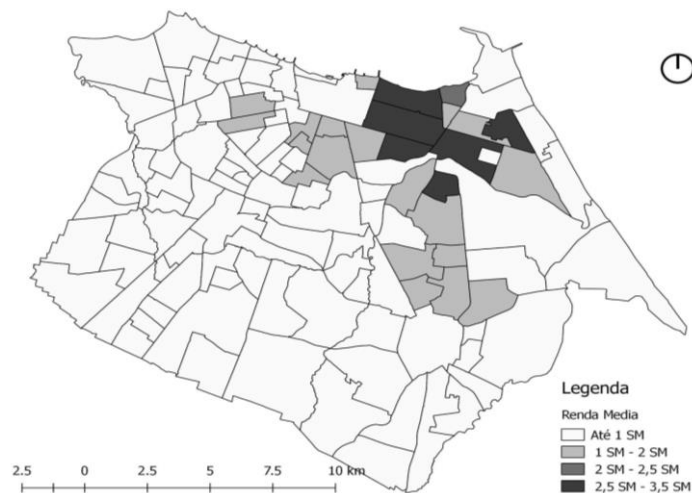 Legenda
Renda Media
Até 1 SM
1 SM - 2 SM
2 SM - 2,5 SM
2,5 SM - 3,5 SM
2.5 0 2.5 5 7.5 10 km